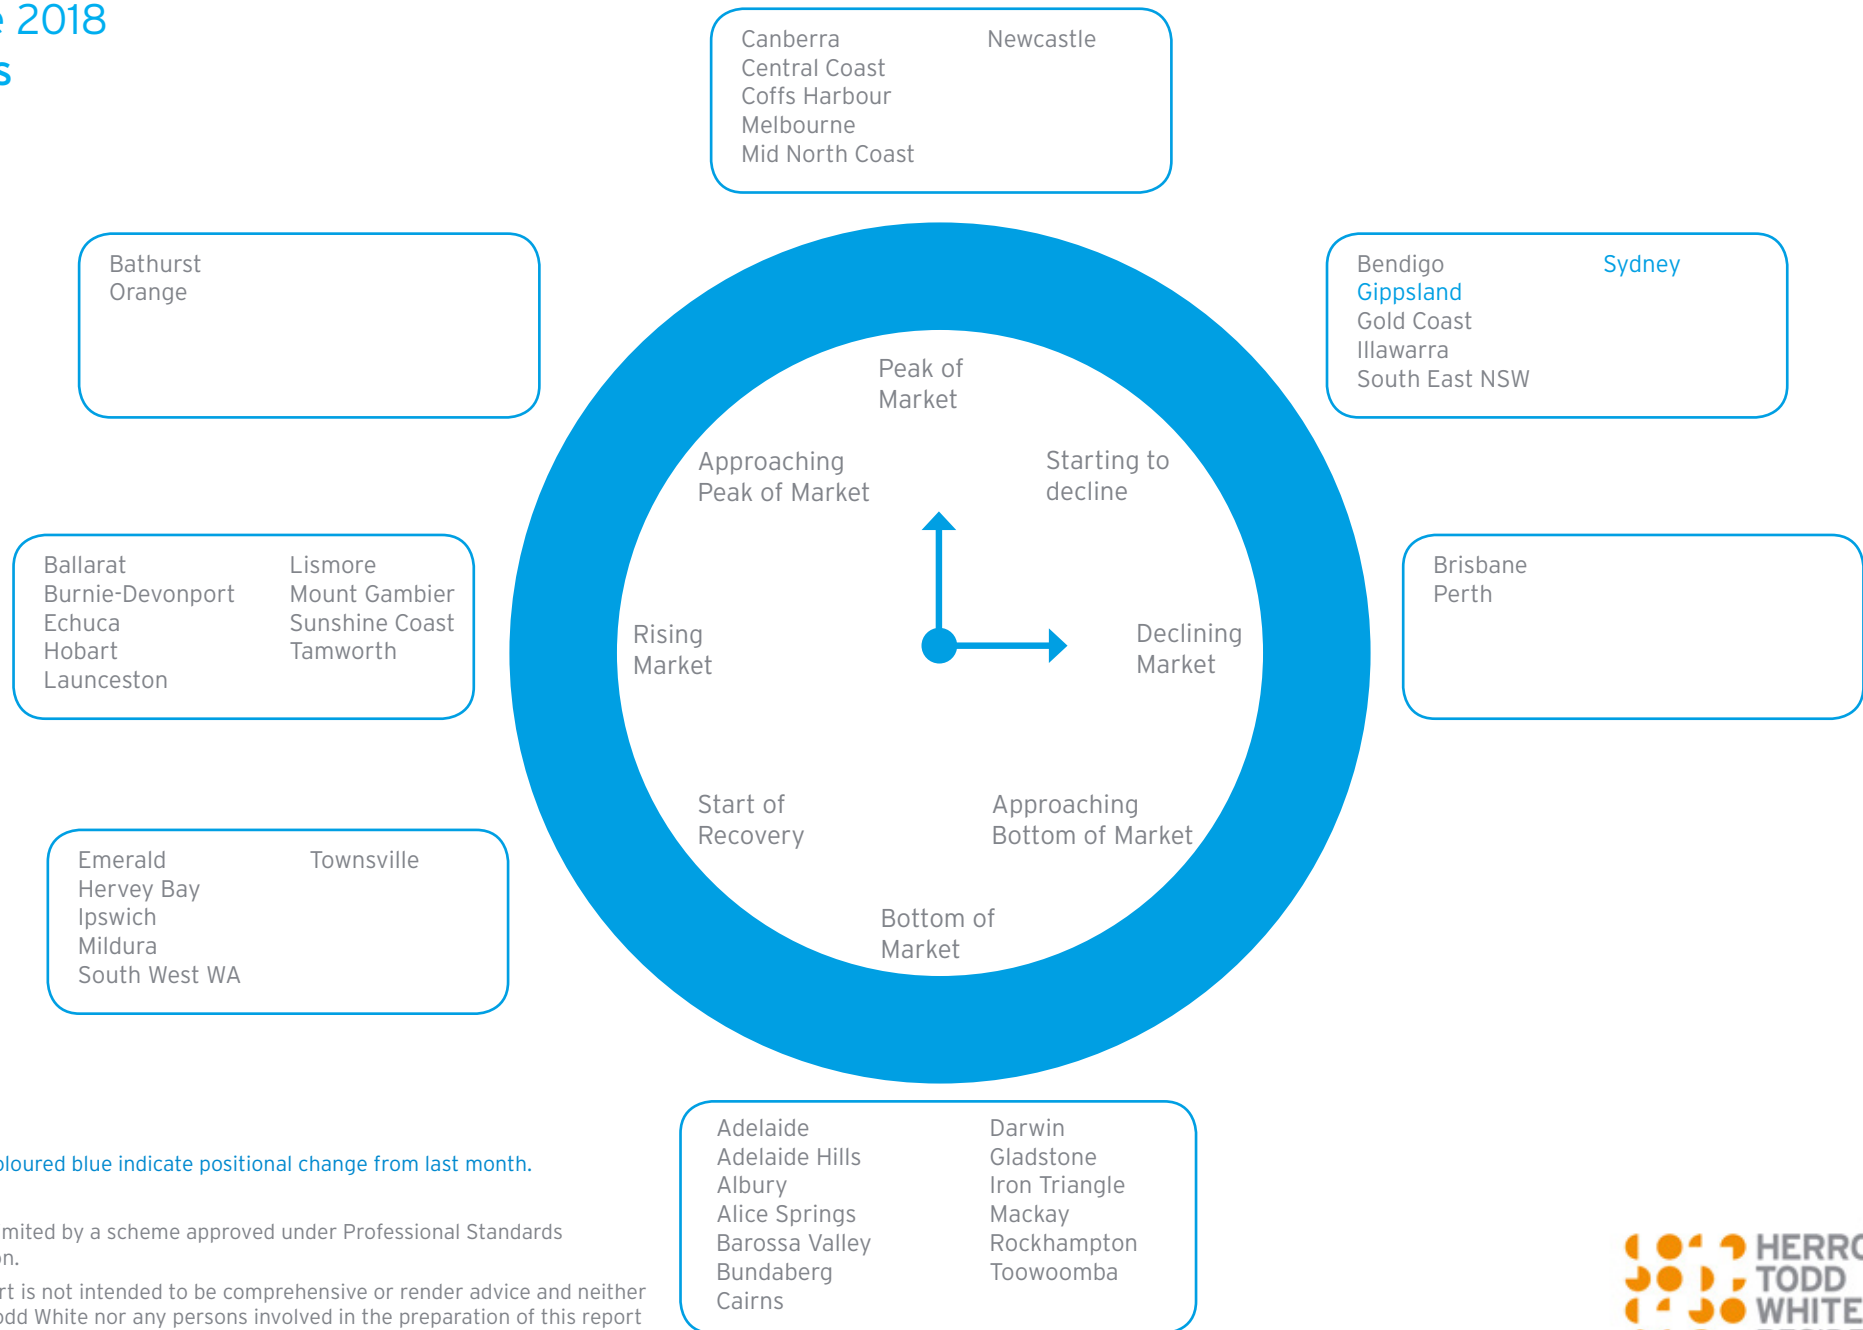 2018
Canberra
Central Coast
Coffs Harbour
Melbourne
Mid North Coast
Newcastle
Bathurst
Orange
Bendigo
Gippsland
Gold Coast
Illawarra
South East NSW
Sydney
Peak of
Market
Approaching
Peak of Market
Starting to
decline
Ballarat
Burnie-Devonport
Echuca
Hobart
Launceston
Lismore
Mount Gambier
Sunshine Coast
Tamworth
Rising
Market
Declining
Market
Brisbane
Perth
Start of
Recovery
Approaching
Bottom of Market
Emerald
Hervey Bay
Ipswich
Mildura
South West WA
Townsville
Bottom of
Market
Adelaide
Adelaide Hills
Albury
Alice Springs
Barossa Valley
Bundaberg
Cairns
Darwin
Gladstone
Iron Triangle
Mackay
Rockhampton
Toowoomba
oloured blue indicate positional change from last month.
mited by a scheme approved under Professional Standards
on.
rt is not intended to be comprehensive or render advice and neither
odd White nor any persons involved in the preparation of this report
HERRO
TODD
WHITE